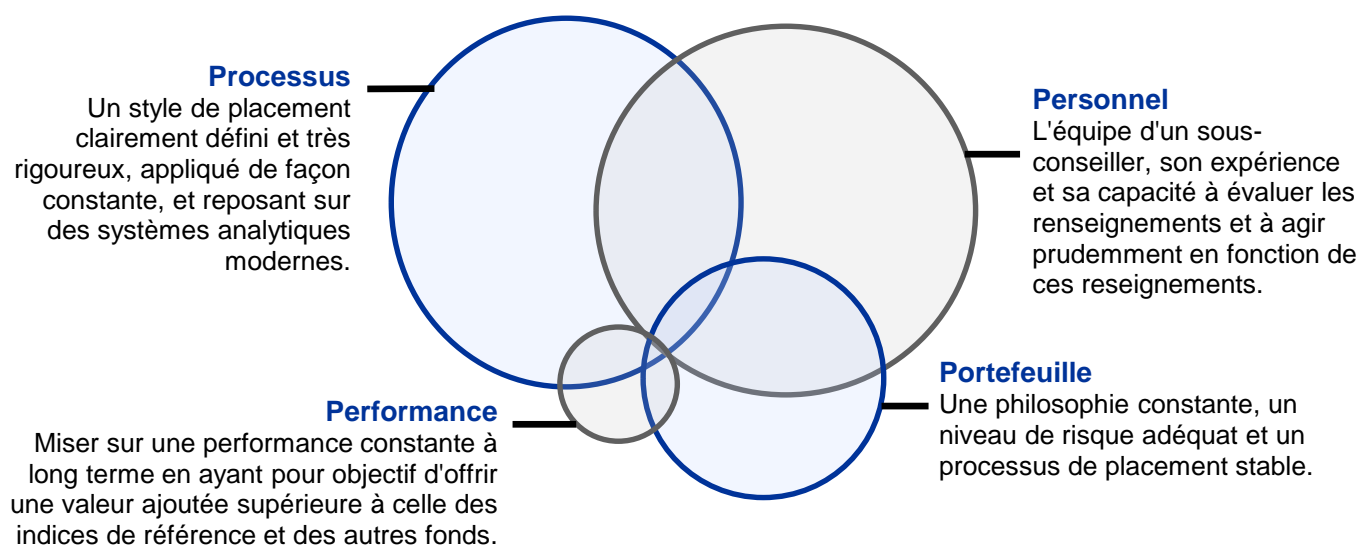 Processus
Un style de placement
clairement défini et très
rigoureux, appliqué de façon
constante, et reposant sur
des systèmes analytiques
modernes.
Personnel
L'équipe d'un sous-
conseiller, son expérience
et sa capacité à évaluer les
renseignements et à agir
prudemment en fonction de
ces reseignements.
Performance
Miser sur une performance constante à
long terme en ayant pour objectif d'offrir
une valeur ajoutée supérieure à celle des
indices de référence et des autres fonds.
Portefeuille
Une philosophie constante, un
niveau de risque adéquat et un
processus de placement stable.